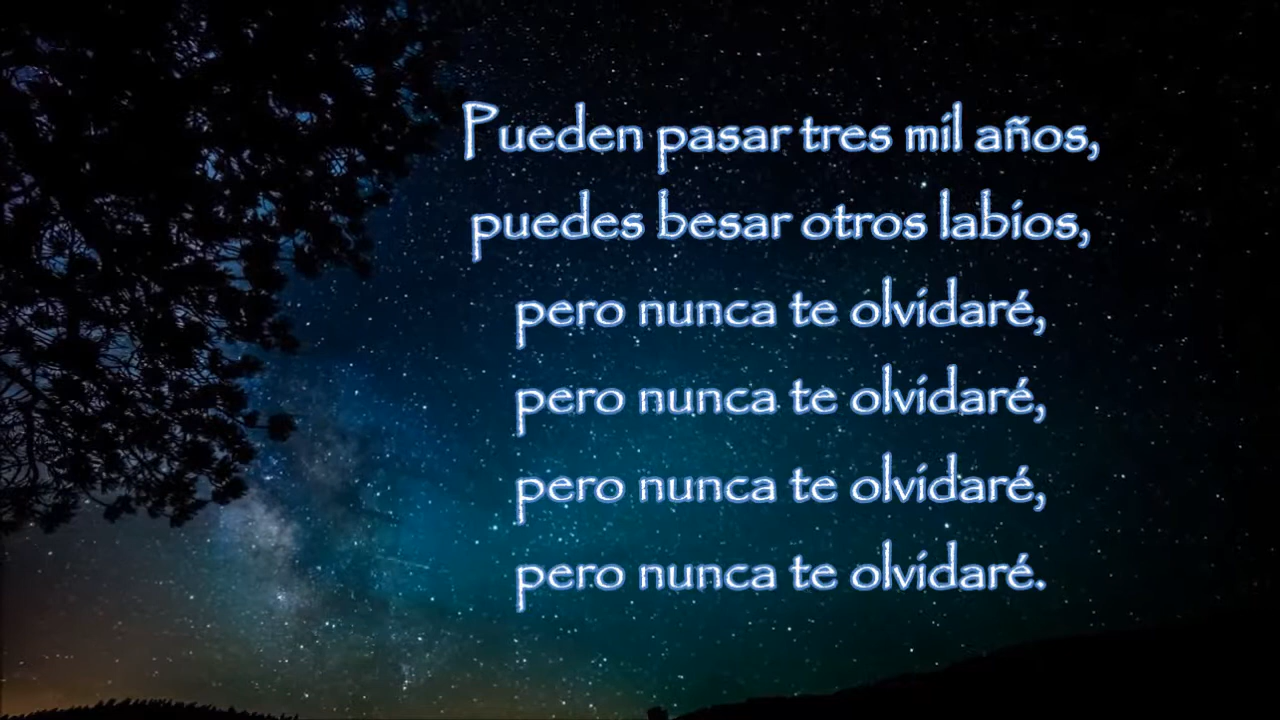 Pueden pasar tres mil años,
puedes besar otros labios,
pero nunca te olvidaré,
pero nunca te olvidaré,
pero nunca te olvidaré,
pero nunca te olvidaré.